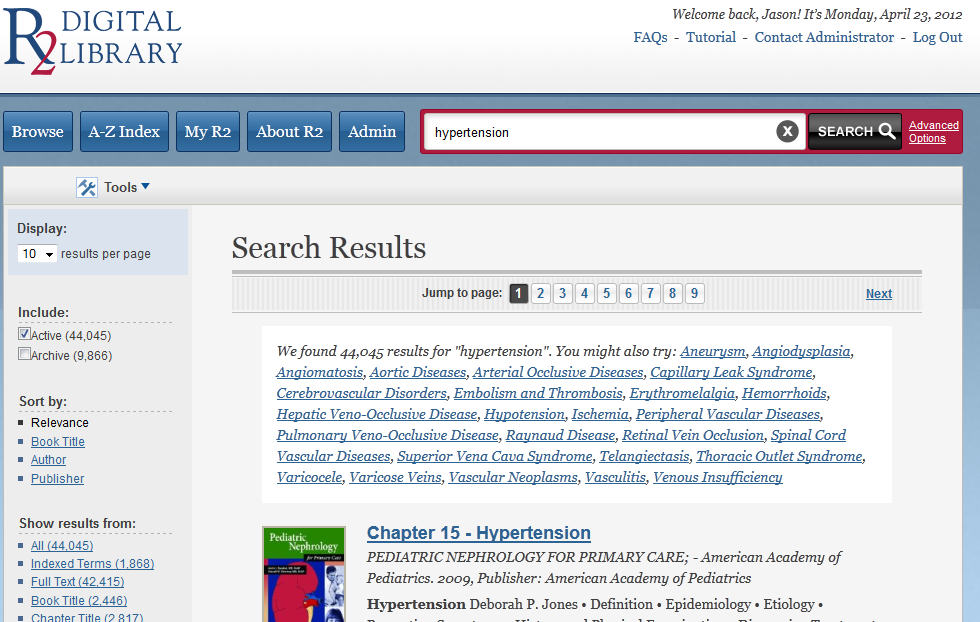 R2 DIGITAL LIBRARY
Welcome back, Jason! It's Monday, April 23, 2012
FAQs - Tutorial - Contact Administrator - Log Out
Browse
A-Z Index
My R2
About R2
Admin
hypertension
X
SEARCH
Advanced
Options
Tools
Display:
10 results per page
Include:
Active (44,045)
Archive (9,866)
Sort by:
Relevance
Book Title
Author
Publisher
Show results from:
All (44,045)
Indexed Terms (1,868)
Full Text (42,415)
Book Title (2,446)
Chapter Title (2,817)
Search Results
Jump to page: 1 2 3 4 5 6 7 8 9 Next
We found 44,045 results for "hypertension". You might also try: Aneurysm, Angiodysplasia,
Angiomatosis, Aortic Diseases, Arterial Occlusive Diseases, Capillary Leak Syndrome,
Cerebrovascular Disorders, Embolism and Thrombosis, Erythromelalgia, Hemorrhoids,
Hepatic Veno-Occlusive Disease, Hypotension, Ischemia, Peripheral Vascular Diseases,
Pulmonary Veno-Occlusive Disease, Raynaud Disease, Retinal Vein Occlusion, Spinal Cord
Vascular Diseases, Superior Vena Cava Syndrome, Telangiectasis, Thoracic Outlet Syndrome,
Varicocele, Varicose Veins, Vascular Neoplasms, Vasculitis, Venous Insufficiency
Pediatric
Nephrology
for Primary Care
Chapter 15 - Hypertension
PEDIATRIC NEPHROLOGY FOR PRIMARY CARE; - American Academy of
Pediatrics. 2009, Publisher: American Academy of Pediatrics
Hypertension Deborah P. Jones • Definition • Epidemiology • Etiology •